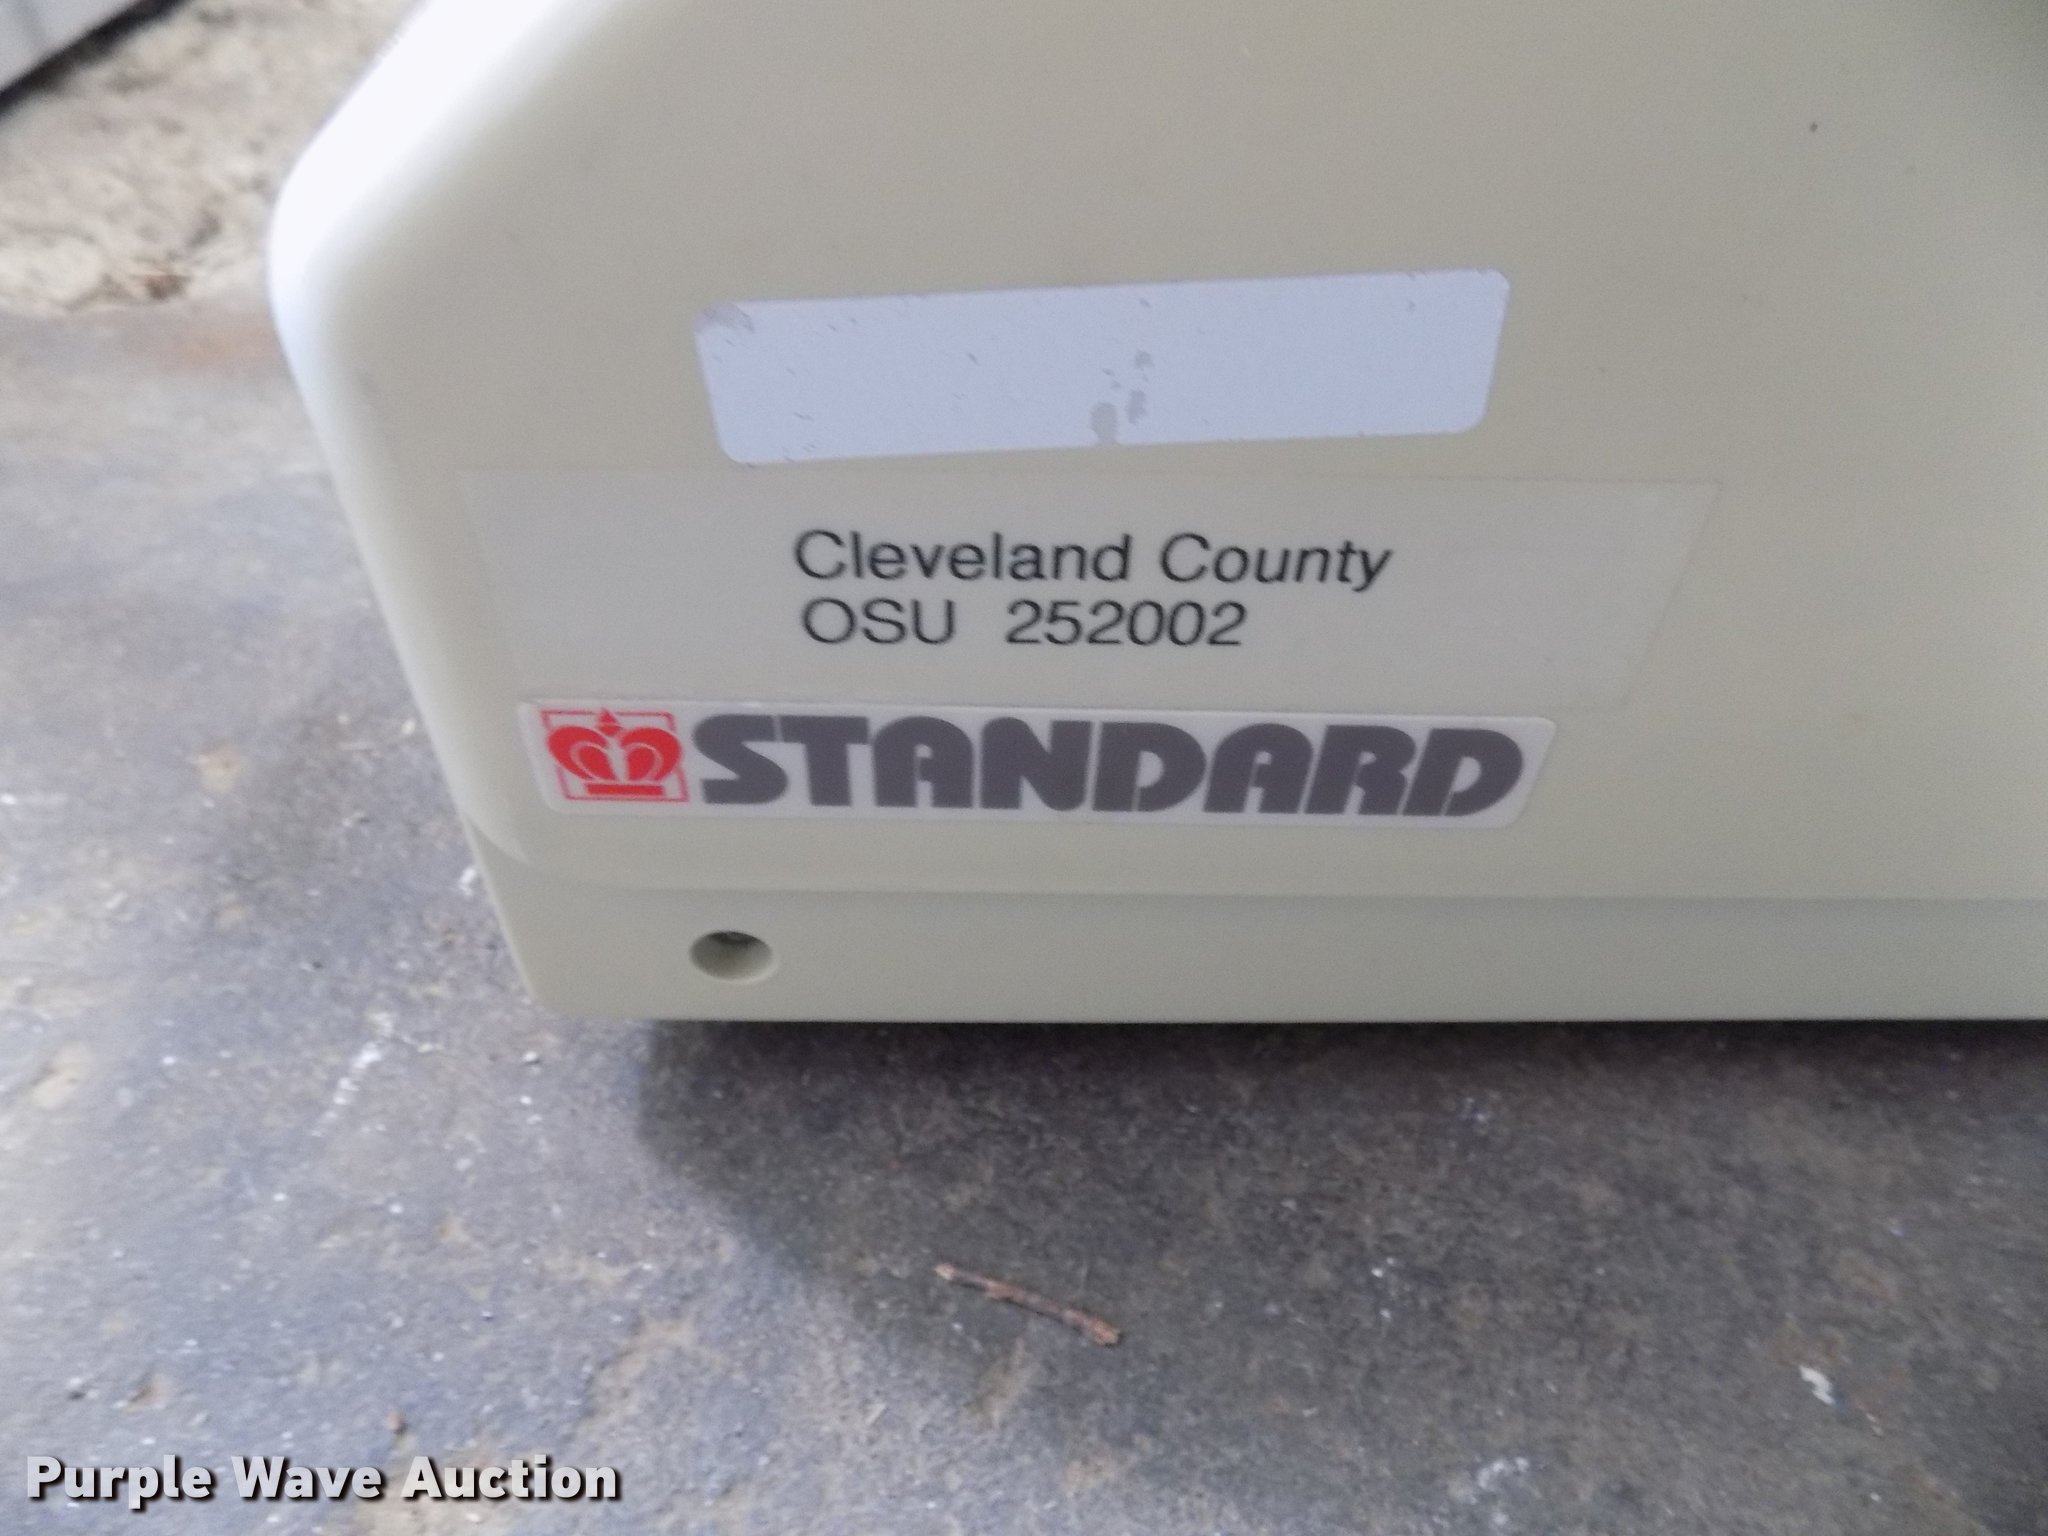 Cleveland County
OSU 252002
STANDARD
Purple Wave Auction